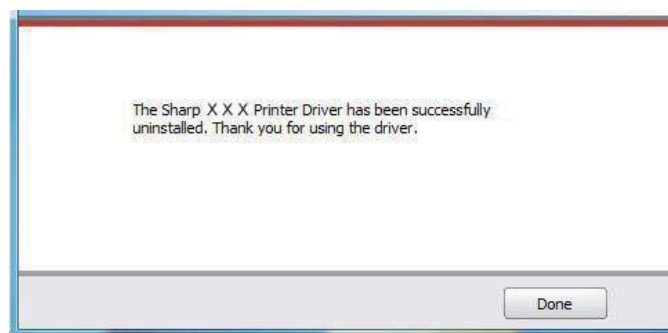 The Sharp X X X Printer Driver has been successfully
uninstalled. Thank you for using the driver.
Done